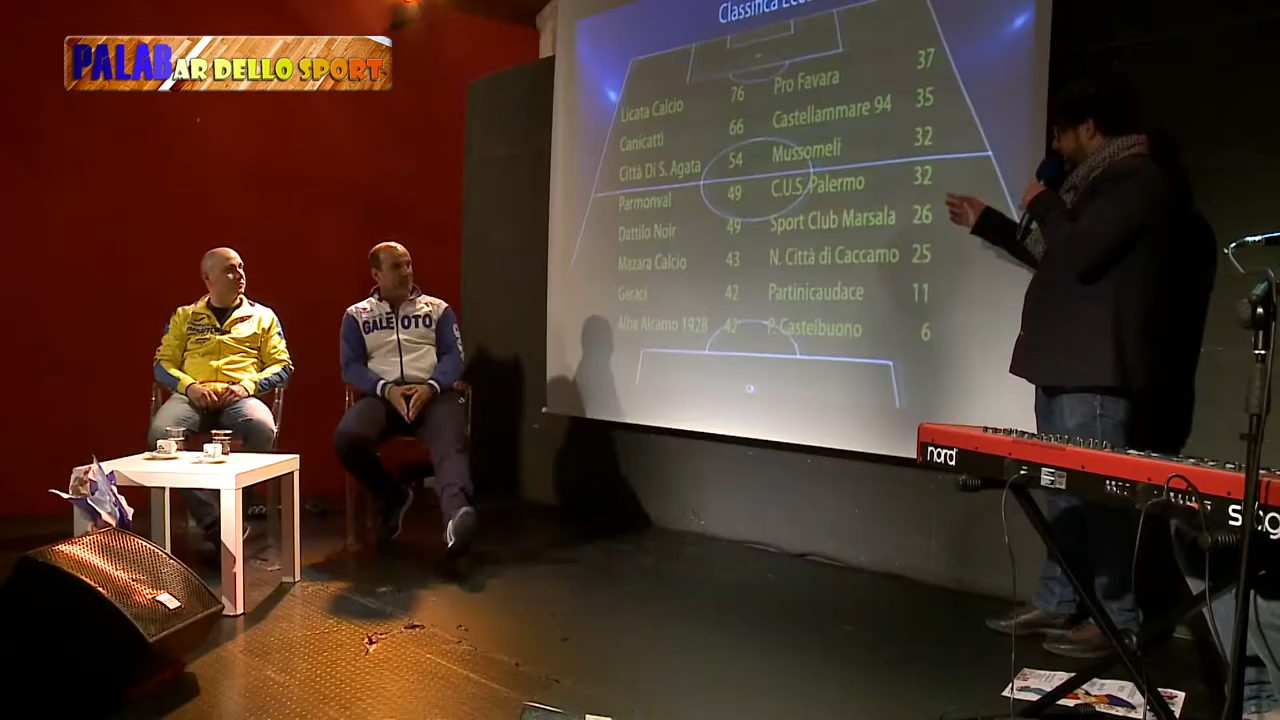 PALABAR DELLO SPORT
Classifica
Licata Calcio 76
Canicatti 66
Città Di S. Agata 54
Parmonval 49
Dattilo Noir 49
Mazara Calcio 43
Geraci 42
Alba Alcamo 1928 42
Pro Favara 37
Castellammare 94 35
Mussomeli 32
C.U.S. Palermo 32
Sport Club Marsala 26
N. Città di Caccamo 25
Partinicaudace 11
P. Castelbuono 6
GALEOTO
nord